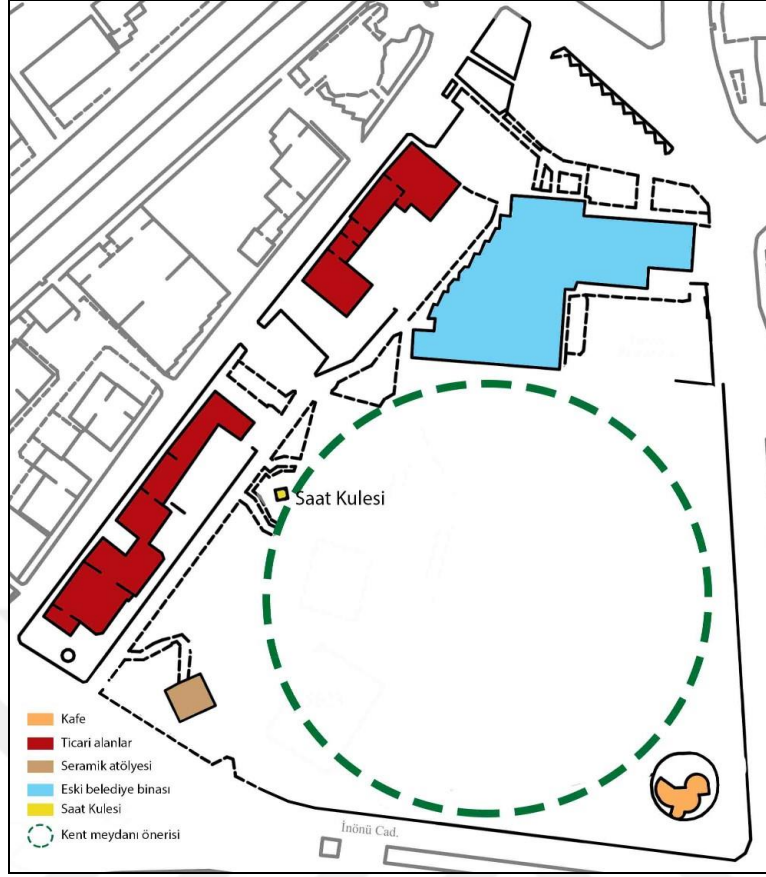 Saat Kulesi
Kafe
Ticari alanlar
Seramik atölyesi
Eski belediye binası
Saat Kulesi
Kent meydanı önerisi
İnönü Cad.